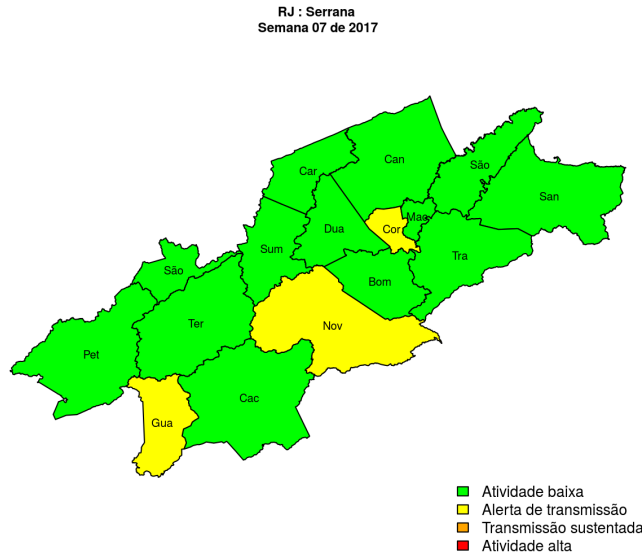 RJ : Serrana
Semana 07 de 2017
Can
Car
São
San
Mac
Dua
Cor
Sum
Tra
São
Bom
Ter
Nov
Pet
Cac
Gua
Atividade baixa
Alerta de transmissão
Transmissão sustentada
Atividade alta